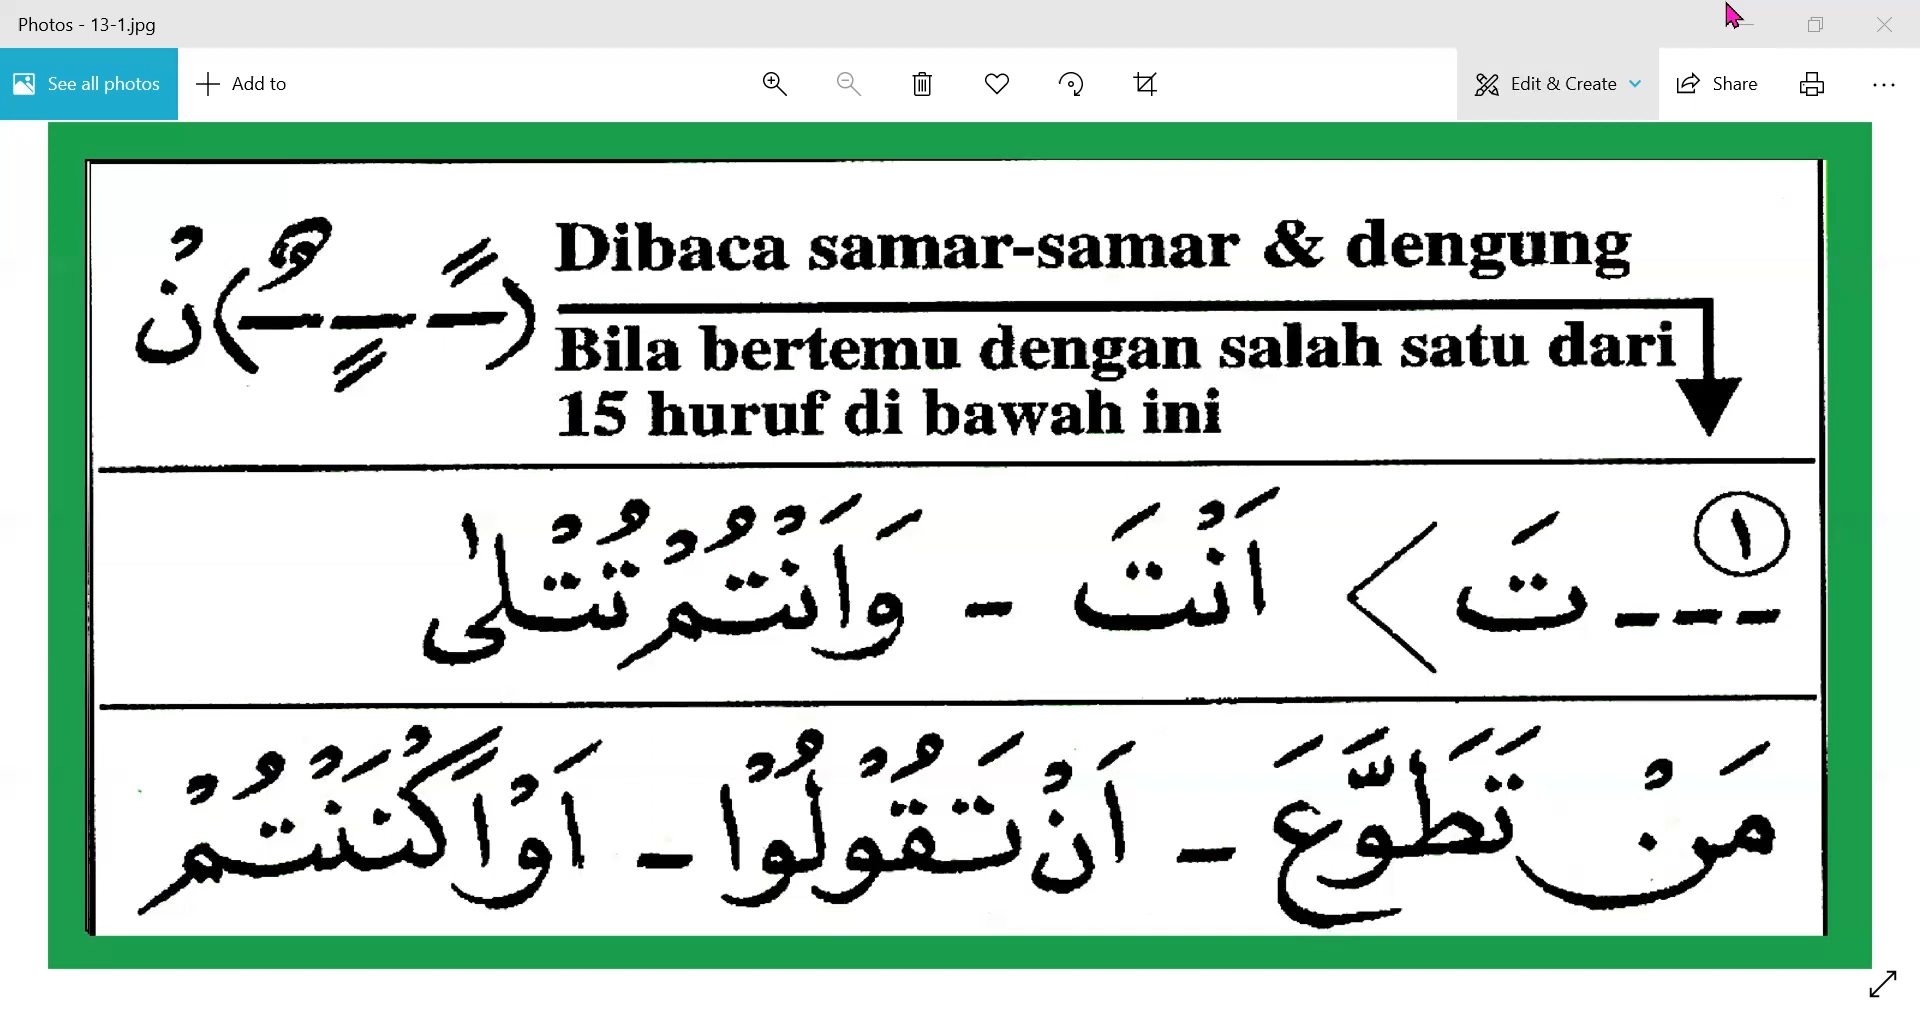 Photos - 13-1.jpg
See all photos
Add to
Edit & Create
Share
نْ (ـًـ ـٍـ ـٌـ) Dibaca samar-samar & dengung
Bila bertemu dengan salah satu dari
15 huruf di bawah ini
١
--- تَ < اَنْتَ - وَاَنْتُمْ تُتْلٰى
مَنْ تَطَوَّعَ - اَنْ تَقُوْلُوْا - اَوْ اًكُنْتُمْ